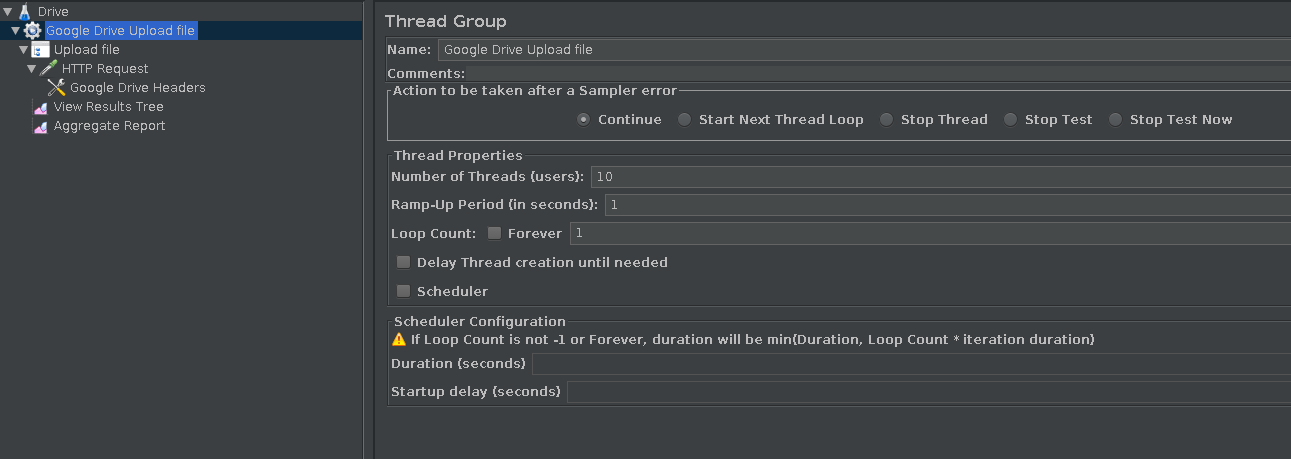 Drive
Google Drive Upload file
Upload file
HTTP Request
Google Drive Headers
View Results Tree
Aggregate Report
Thread Group
Name: Google Drive Upload file
Comments:
Action to be taken after a Sampler error
Continue Start Next Thread Loop Stop Thread Stop Test Stop Test Now
Thread Properties
Number of Threads (users): 10
Ramp-Up Period (in seconds): 1
Loop Count: Forever 1
Delay Thread creation until needed
Scheduler
Scheduler Configuration
If Loop Count is not -1 or Forever, duration will be min(Duration, Loop Count * iteration duration)
Duration (seconds)
Startup delay (seconds)